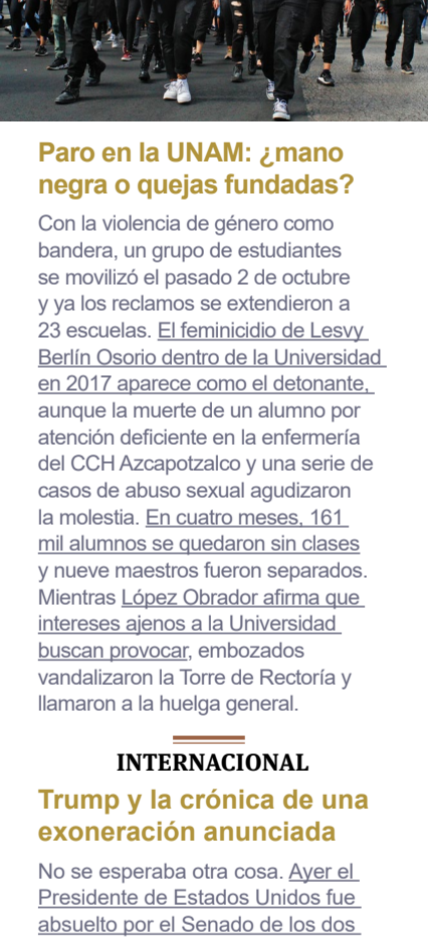 Paro en la UNAM: ¿mano
negra o quejas fundadas?
Con la violencia de género como
bandera, un grupo de estudiantes
se movilizó el pasado 2 de octubre
y ya los reclamos se extendieron a
23 escuelas. El feminicidio de Lesvy
Berlín Osorio dentro de la Universidad
en 2017 aparece como el detonante,
aunque la muerte de un alumno por
atención deficiente en la enfermería
del CCH Azcapotzalco y una serie de
casos de abuso sexual agudizaron
la molestia. En cuatro meses, 161
mil alumnos se quedaron sin clases
y nueve maestros fueron separados.
Mientras López Obrador afirma que
intereses ajenos a la Universidad
buscan provocar, embozados
vandalizaron la Torre de Rectoría y
llamaron a la huelga general.
INTERNACIONAL
Trump y la crónica de una
exoneración anunciada
No se esperaba otra cosa. Ayer el
Presidente de Estados Unidos fue
absuelto por el Senado de los dos